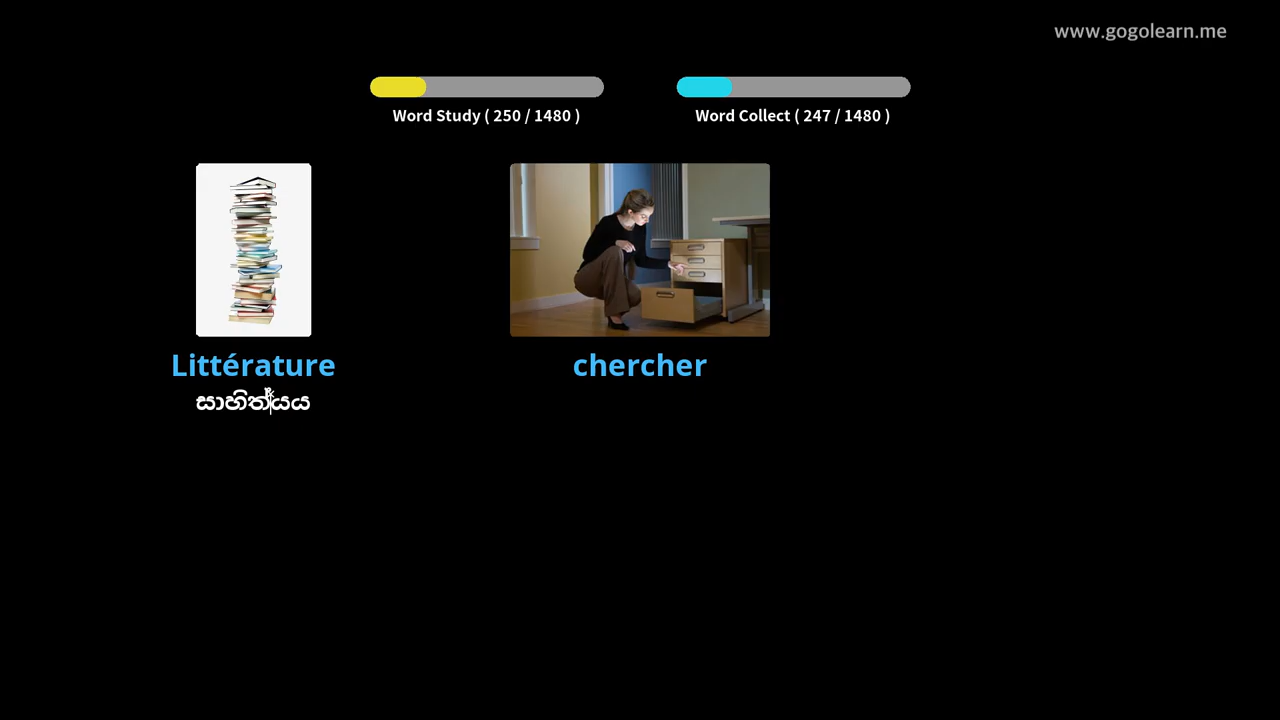 www.gogolearn.me
Word Study ( 250 / 1480 )
Word Collect ( 247 / 1480 )
Littérature
සාහිත්‍යය
chercher